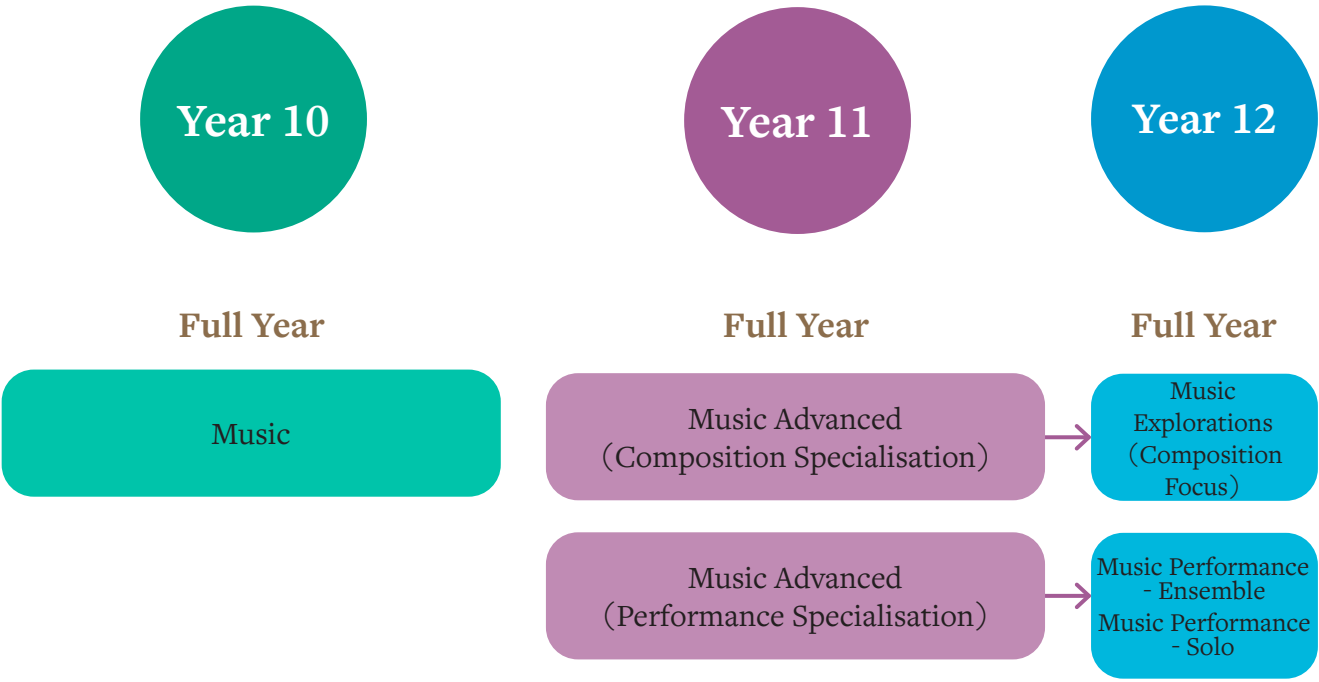 Year 10
Year 11
Year 12
Full Year
Full Year
Full Year
Music
Music Advanced
（Composition Specialisation）
Music
Explorations
（Composition
Focus）
Music Advanced
（Performance Specialisation）
Music Performance
- Ensemble
Music Performance
- Solo